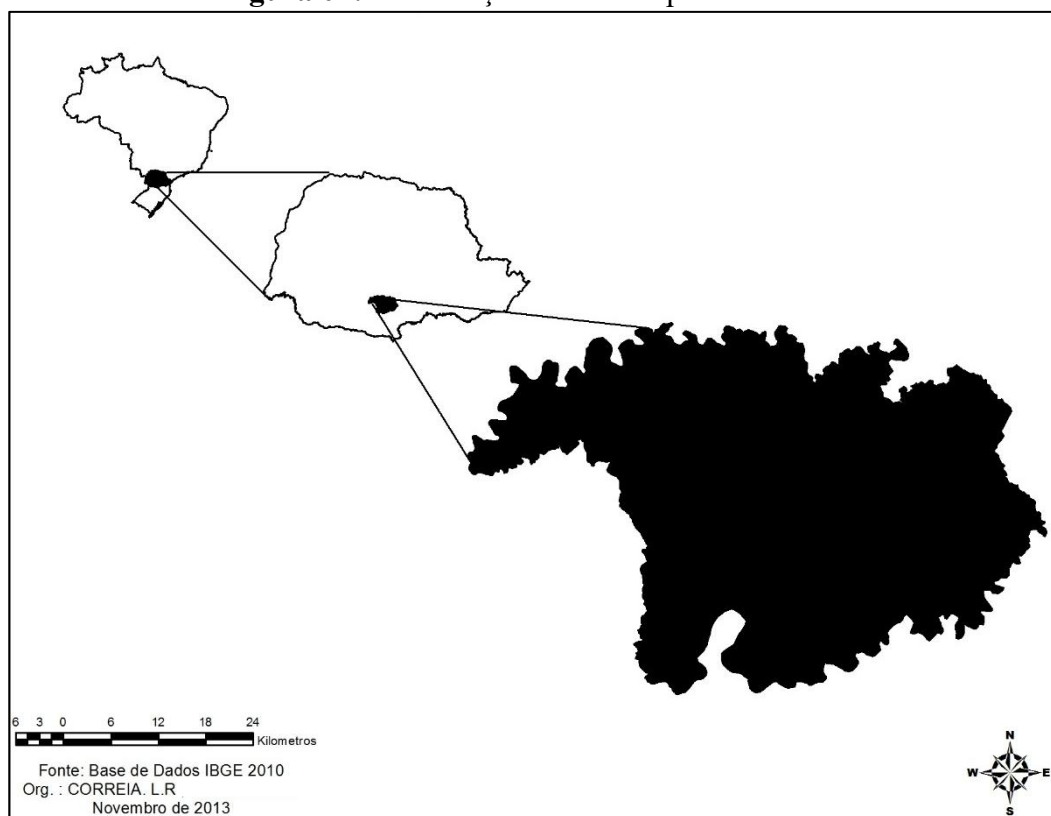 6 3 0 6 12 18 24
Kilometros
Fonte: Base de Dados IBGE 2010
Org. : CORREIA. L.R
Novembro de 2013
N
W E
S